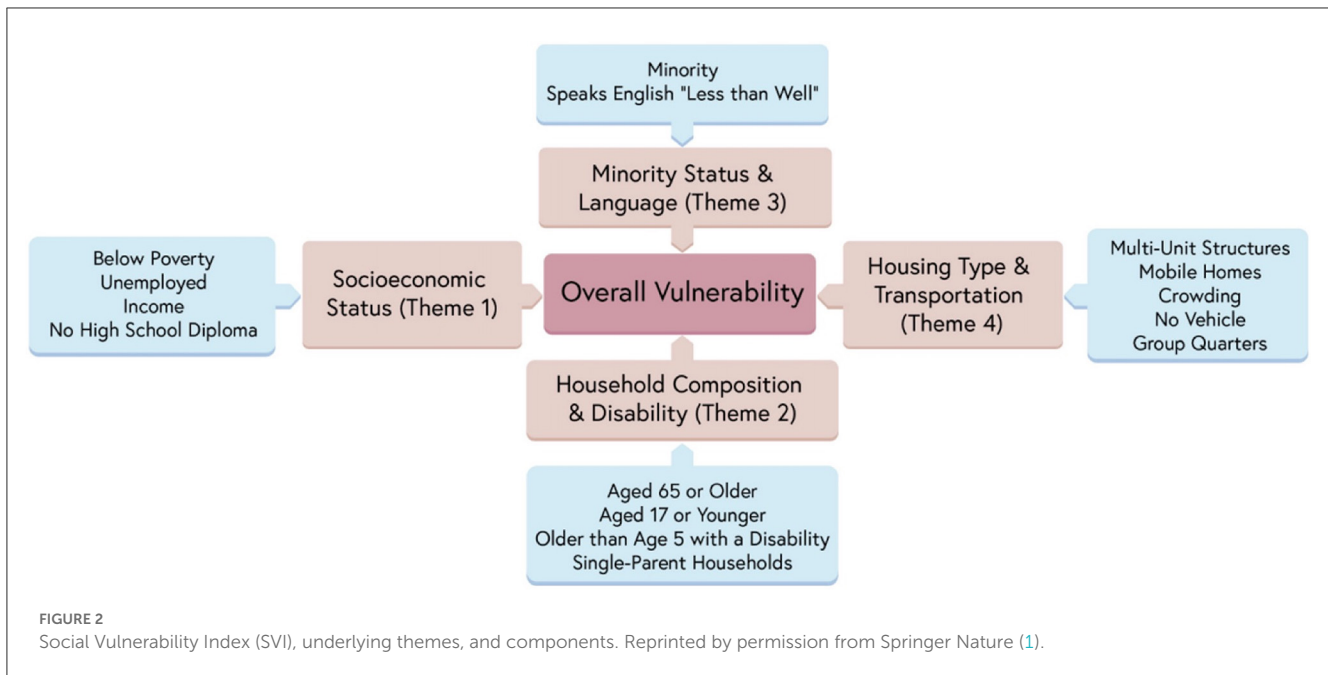 Minority
Speaks English "Less than Well"
Minority Status &
Language (Theme 3)
Below Poverty
Unemployed
Income
No High School Diploma
Socioeconomic
Status (Theme 1)
Overall Vulnerability
Housing Type &
Transportation
(Theme 4)
Multi-Unit Structures
Mobile Homes
Crowding
No Vehicle
Group Quarters
Household Composition
& Disability (Theme 2)
Aged 65 or Older
Aged 17 or Younger
Older than Age 5 with a Disability
Single-Parent Households
FIGURE 2
Social Vulnerability Index (SVI), underlying themes, and components. Reprinted by permission from Springer Nature (1).